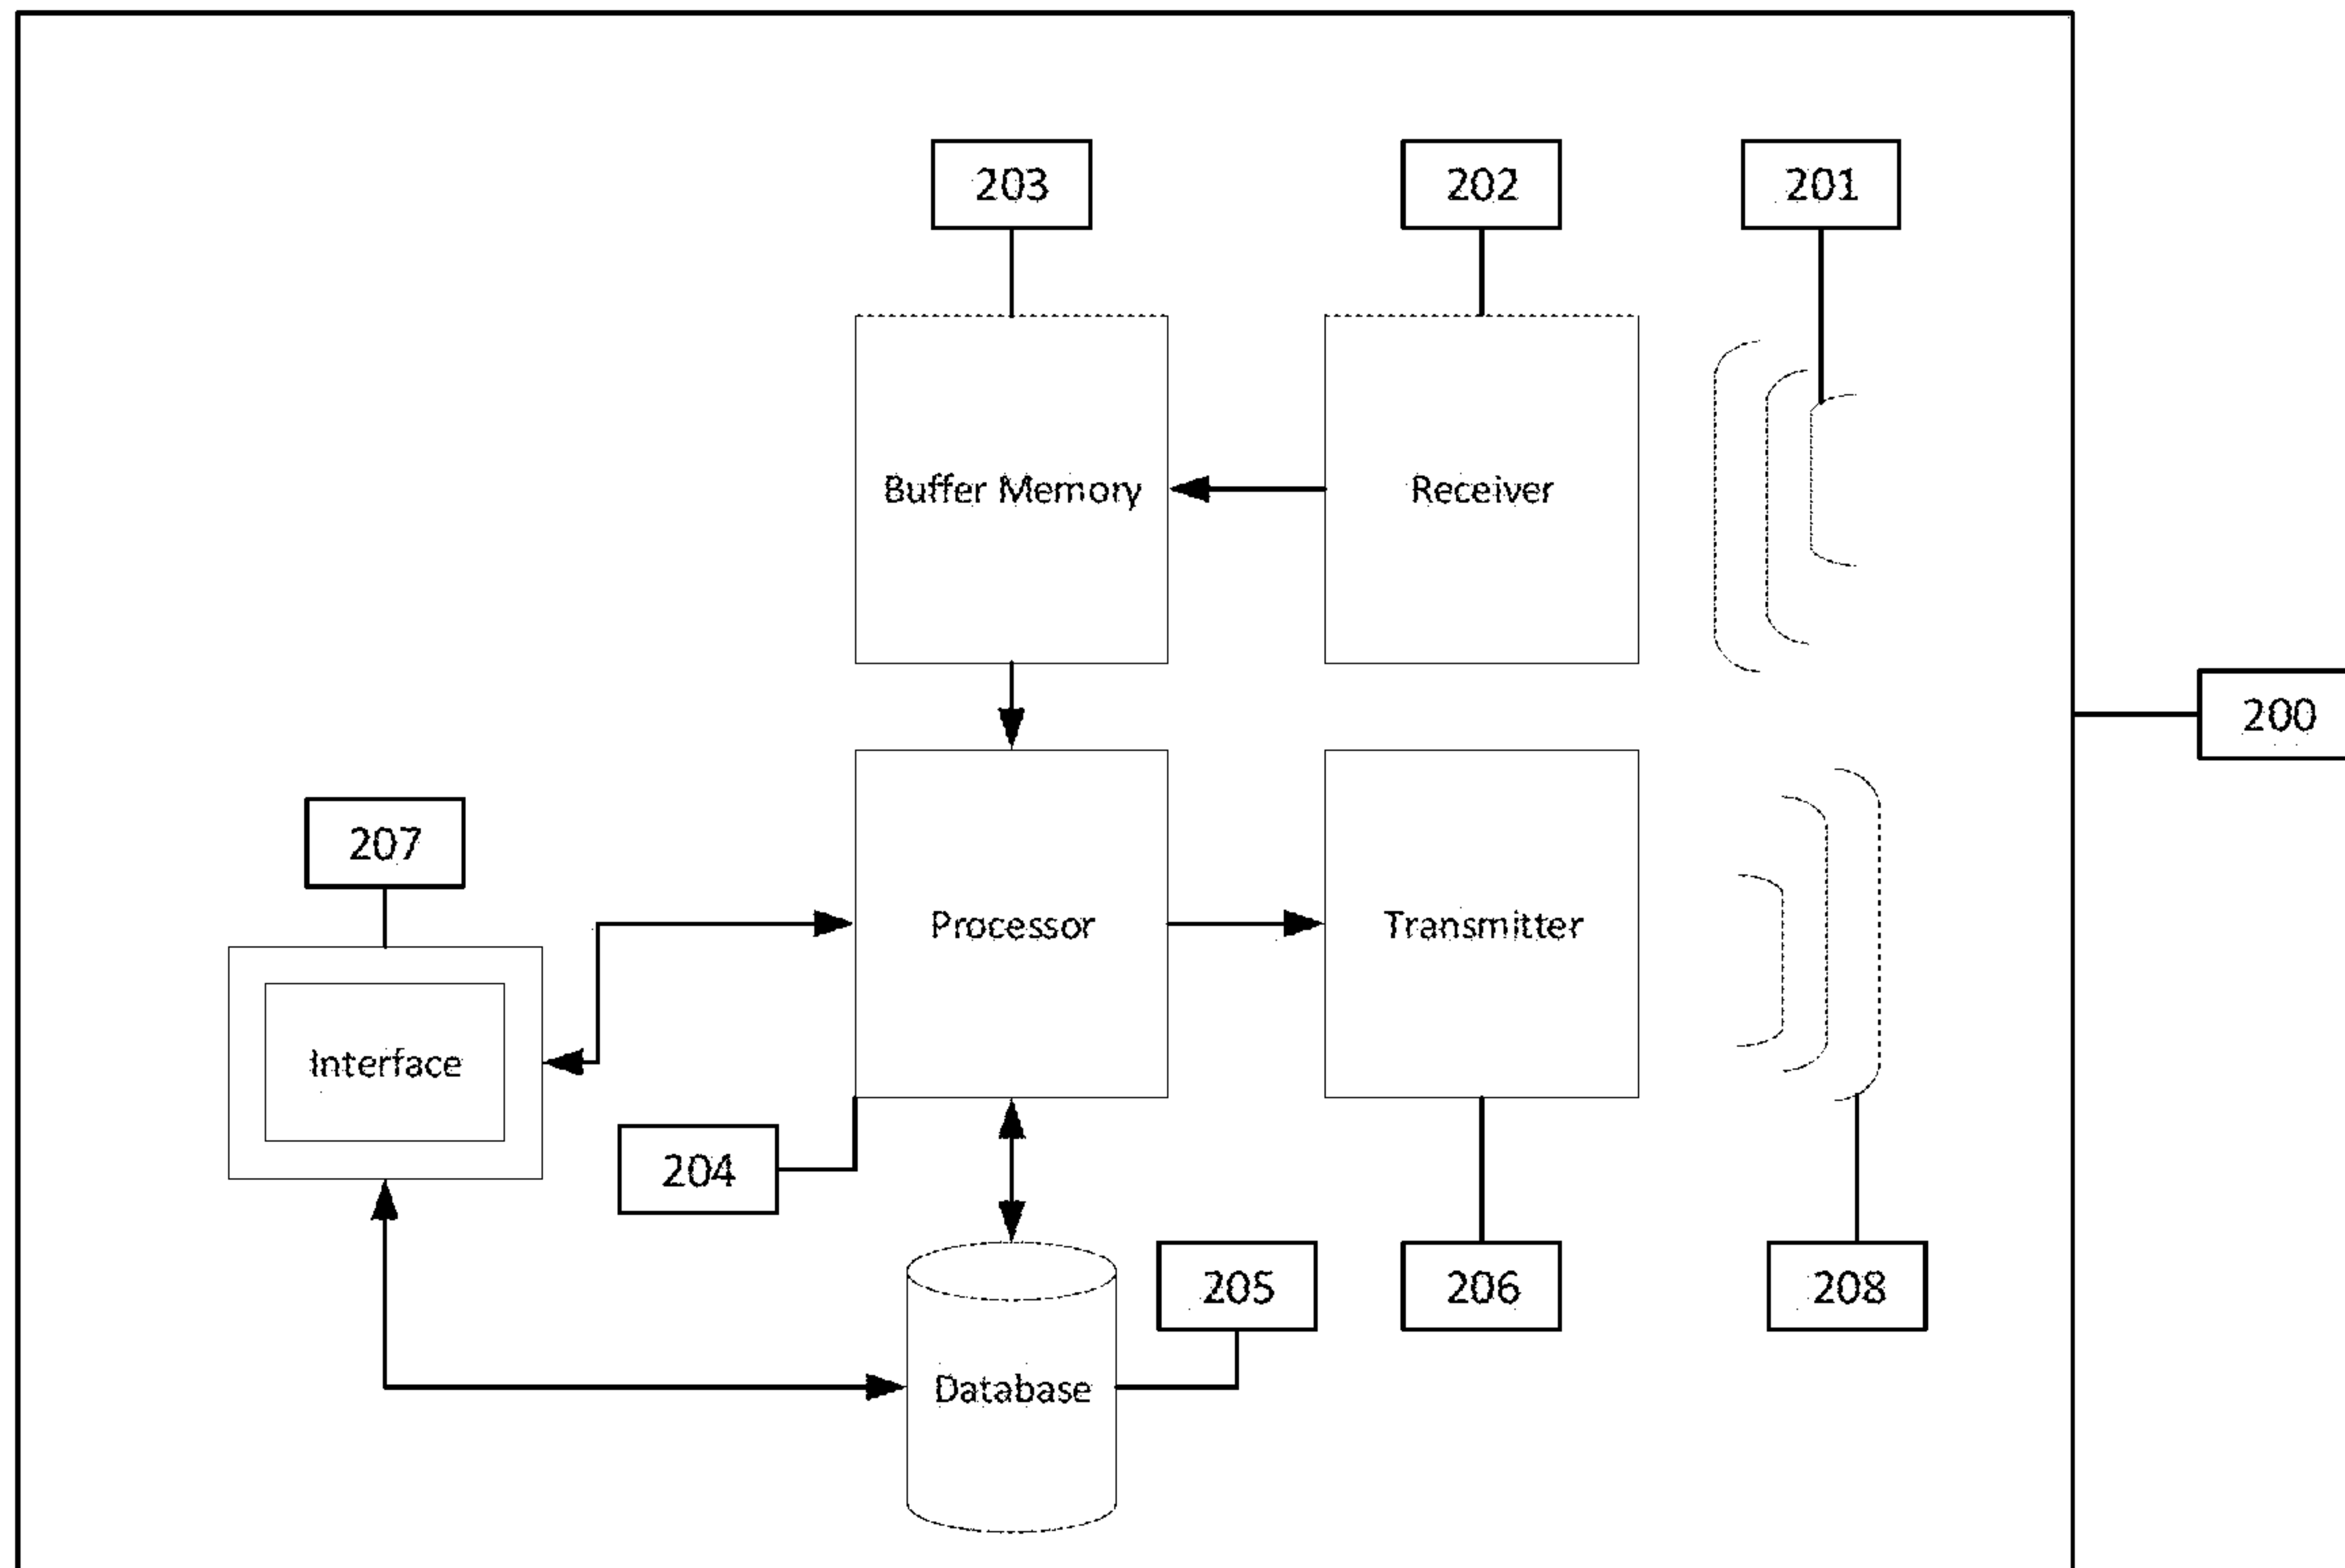 203
202
201
Buffer Memory
Receiver
200
207
Processor
Transmitter
Interface
204
205
206
208
Database